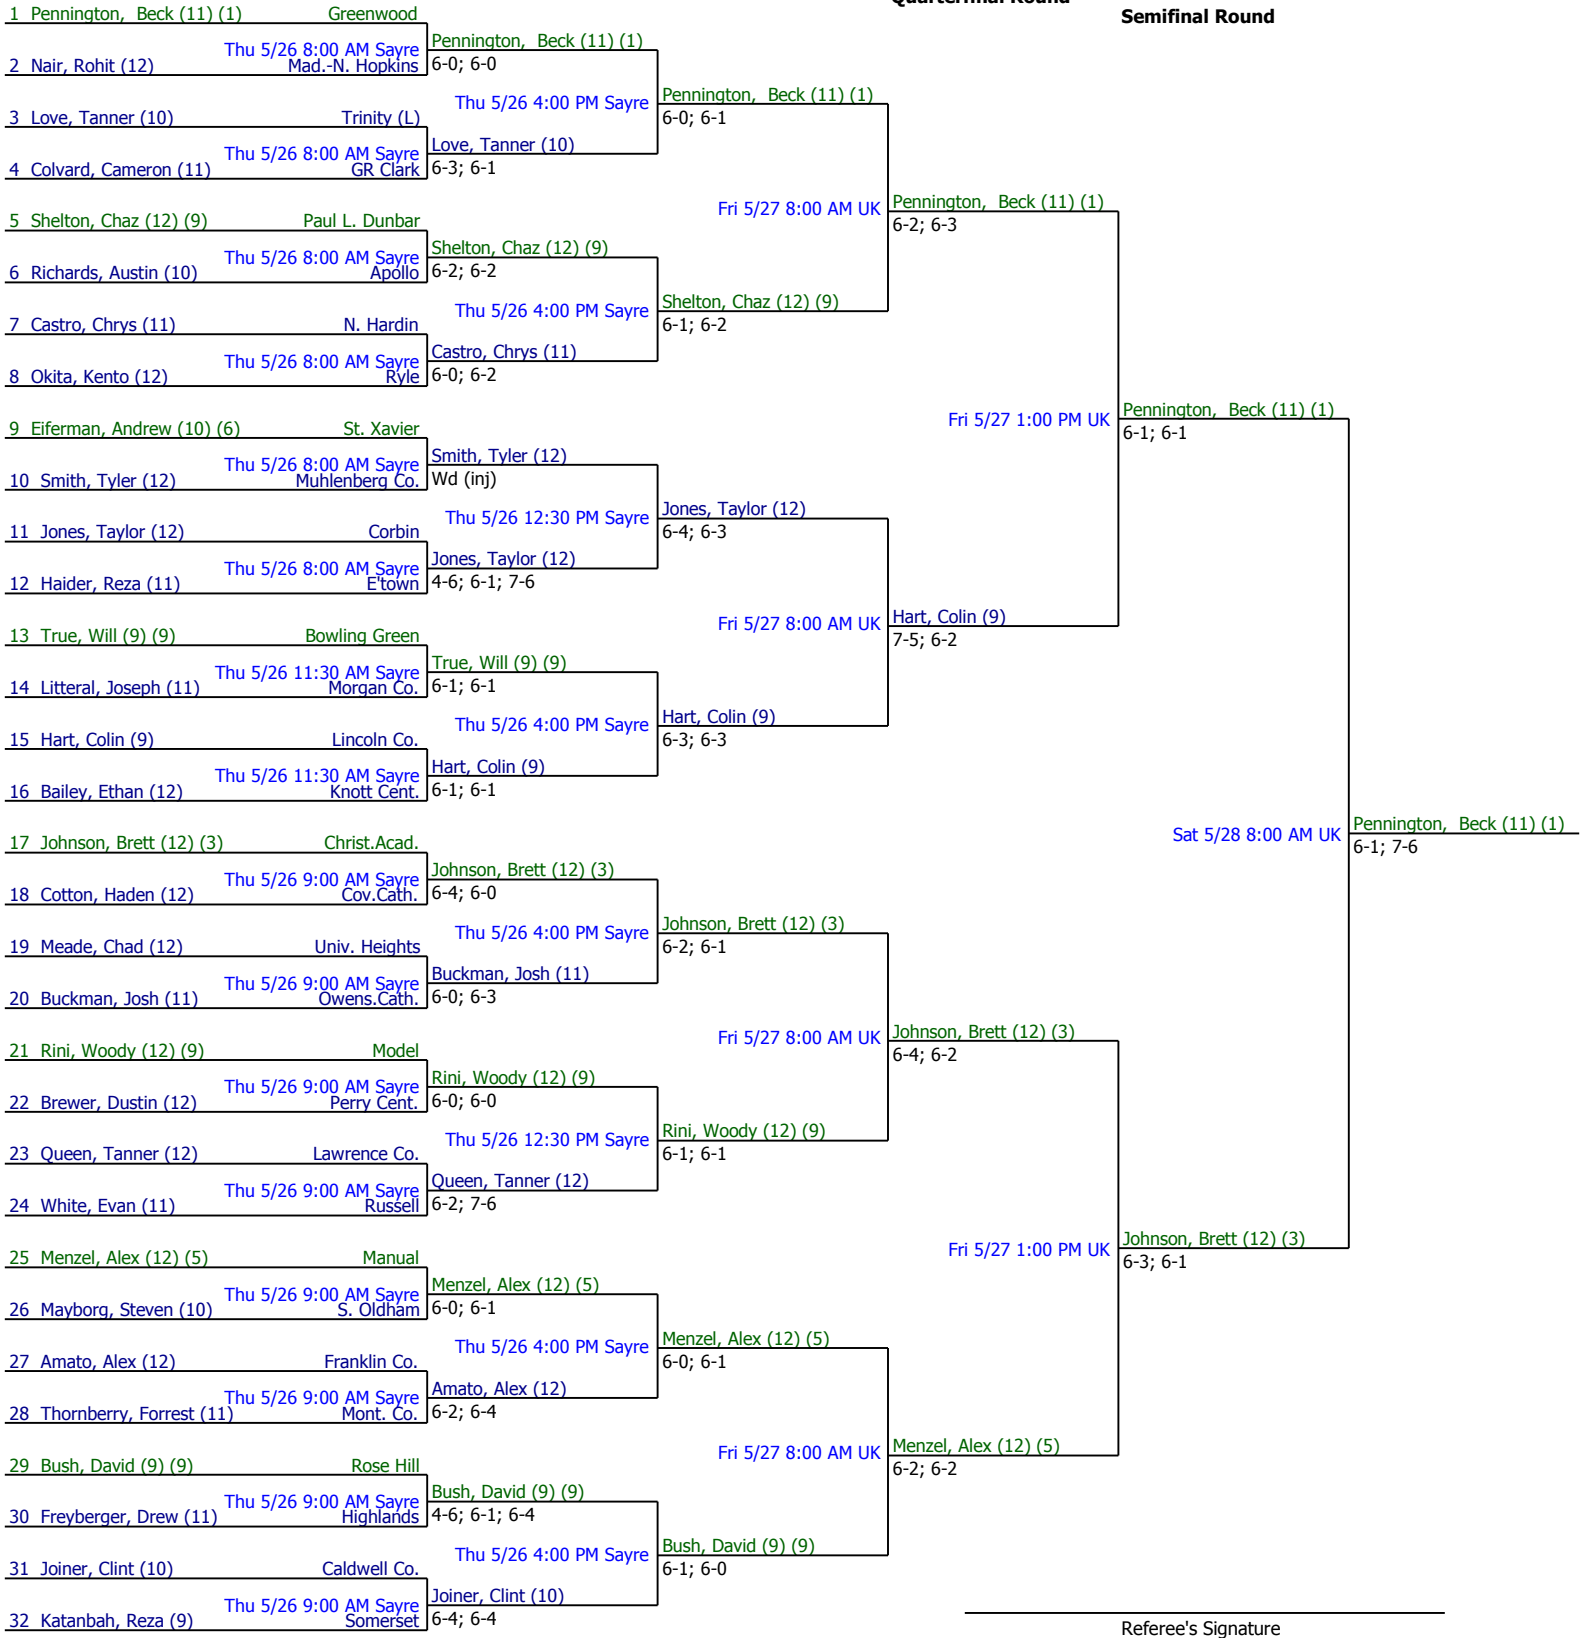 Quarterfinal Round
Semifinal Round
1 Pennington, Beck (11) (1) Greenwood
Thu 5/26 8:00 AM Sayre
2 Nair, Rohit (12) Mad.-N. Hopkins
Pennington, Beck (11) (1)
6-0; 6-0
3 Love, Tanner (10) Trinity (L)
Thu 5/26 8:00 AM Sayre
4 Colvard, Cameron (11) GR Clark
Love, Tanner (10)
6-3; 6-1
5 Shelton, Chaz (12) (9) Paul L. Dunbar
Thu 5/26 8:00 AM Sayre
6 Richards, Austin (10) Apollo
Shelton, Chaz (12) (9)
6-2; 6-2
7 Castro, Chrys (11) N. Hardin
Thu 5/26 8:00 AM Sayre
8 Okita, Kento (12) Ryle
Castro, Chrys (11)
6-0; 6-2
9 Eiferman, Andrew (10) (6) St. Xavier
Thu 5/26 8:00 AM Sayre
10 Smith, Tyler (12) Muhlenberg Co.
Smith, Tyler (12)
Wd (inj)
11 Jones, Taylor (12) Corbin
Thu 5/26 8:00 AM Sayre
12 Haider, Reza (11) E'town
Jones, Taylor (12)
4-6; 6-1; 7-6
13 True, Will (9) (9) Bowling Green
Thu 5/26 11:30 AM Sayre
14 Litteral, Joseph (11) Morgan Co.
True, Will (9) (9)
6-1; 6-1
15 Hart, Colin (9) Lincoln Co.
Thu 5/26 11:30 AM Sayre
16 Bailey, Ethan (12) Knott Cent.
Hart, Colin (9)
6-1; 6-1
17 Johnson, Brett (12) (3) Christ.Acad.
Thu 5/26 9:00 AM Sayre
18 Cotton, Haden (12) Cov.Cath.
Johnson, Brett (12) (3)
6-4; 6-0
19 Meade, Chad (12) Univ. Heights
Thu 5/26 9:00 AM Sayre
20 Buckman, Josh (11) Owens.Cath.
Buckman, Josh (11)
6-0; 6-3
21 Rini, Woody (12) (9) Model
Thu 5/26 9:00 AM Sayre
22 Brewer, Dustin (12) Perry Cent.
Rini, Woody (12) (9)
6-0; 6-0
23 Queen, Tanner (12) Lawrence Co.
Thu 5/26 9:00 AM Sayre
24 White, Evan (11) Russell
Queen, Tanner (12)
6-2; 7-6
25 Menzel, Alex (12) (5) Manual
Thu 5/26 9:00 AM Sayre
26 Mayborg, Steven (10) S. Oldham
Menzel, Alex (12) (5)
6-0; 6-1
27 Amato, Alex (12) Franklin Co.
Thu 5/26 9:00 AM Sayre
28 Thornberry, Forrest (11) Mont. Co.
Amato, Alex (12)
6-2; 6-4
29 Bush, David (9) (9) Rose Hill
Thu 5/26 9:00 AM Sayre
30 Freyberger, Drew (11) Highlands
Bush, David (9) (9)
4-6; 6-1; 6-4
31 Joiner, Clint (10) Caldwell Co.
Thu 5/26 9:00 AM Sayre
32 Katanbah, Reza (9) Somerset
Joiner, Clint (10)
6-4; 6-4
Thu 5/26 4:00 PM Sayre
Pennington, Beck (11) (1)
6-0; 6-1
Thu 5/26 4:00 PM Sayre
Shelton, Chaz (12) (9)
6-1; 6-2
Thu 5/26 12:30 PM Sayre
Jones, Taylor (12)
6-4; 6-3
Thu 5/26 4:00 PM Sayre
Hart, Colin (9)
6-3; 6-3
Thu 5/26 4:00 PM Sayre
Johnson, Brett (12) (3)
6-2; 6-1
Thu 5/26 12:30 PM Sayre
Rini, Woody (12) (9)
6-1; 6-1
Thu 5/26 4:00 PM Sayre
Menzel, Alex (12) (5)
6-0; 6-1
Thu 5/26 4:00 PM Sayre
Bush, David (9) (9)
6-1; 6-0
Fri 5/27 8:00 AM UK
Pennington, Beck (11) (1)
6-2; 6-3
Fri 5/27 8:00 AM UK
Hart, Colin (9)
7-5; 6-2
Fri 5/27 8:00 AM UK
Johnson, Brett (12) (3)
6-4; 6-2
Fri 5/27 8:00 AM UK
Menzel, Alex (12) (5)
6-2; 6-2
Fri 5/27 1:00 PM UK
Pennington, Beck (11) (1)
6-1; 6-1
Fri 5/27 1:00 PM UK
Johnson, Brett (12) (3)
6-3; 6-1
Sat 5/28 8:00 AM UK
Pennington, Beck (11) (1)
6-1; 7-6
Referee's Signature